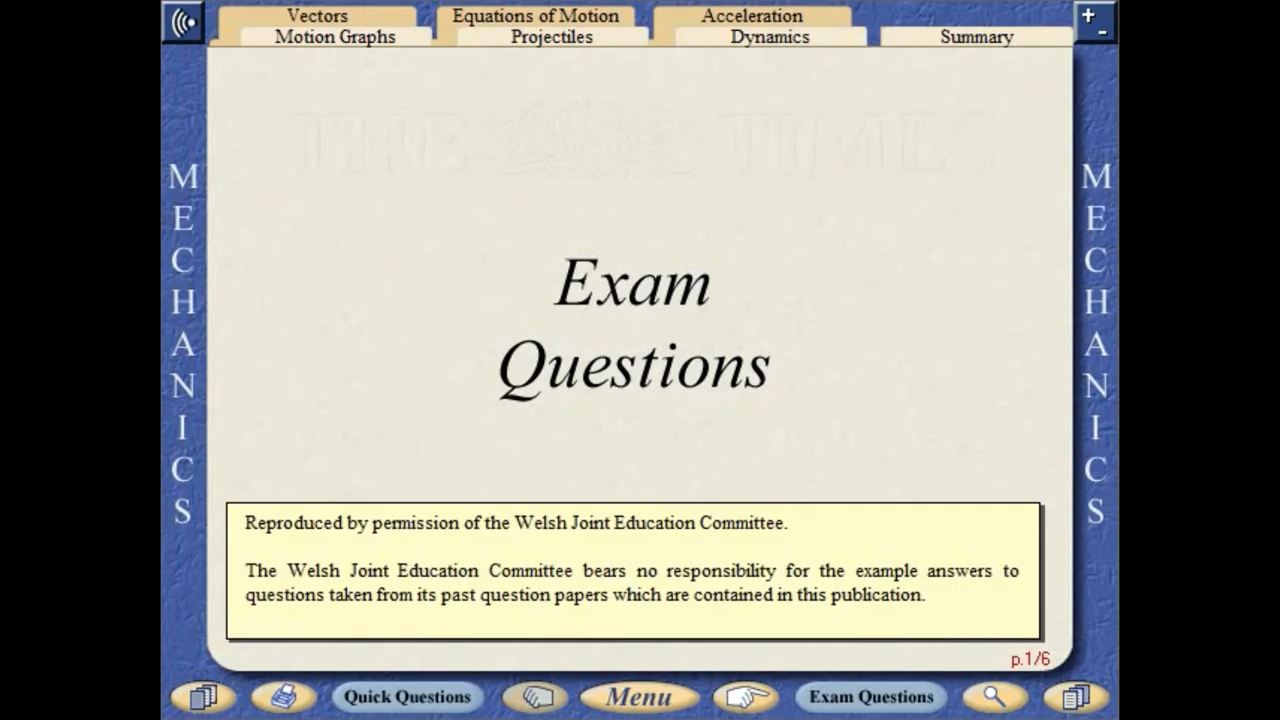 Vectors
Equations of Motion
Acceleration
Motion Graphs
Projectiles
Dynamics
Summary
MECHANICS
Exam
Questions
MECHANICS
Reproduced by permission of the Welsh Joint Education Committee.
The Welsh Joint Education Committee bears no responsibility for the example answers to
questions taken from its past question papers which are contained in this publication.
p.1/6
Quick Questions
Menu
Exam Questions